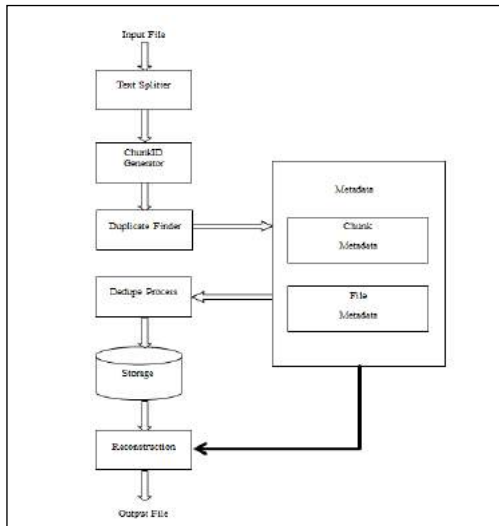 Input File
Text Splitter
ChunkID
Generator
Duplicate Finder
Metadata
Chunk
Metadata
File
Metadata
Dedupe Process
Storage
Reconstruction
Output File